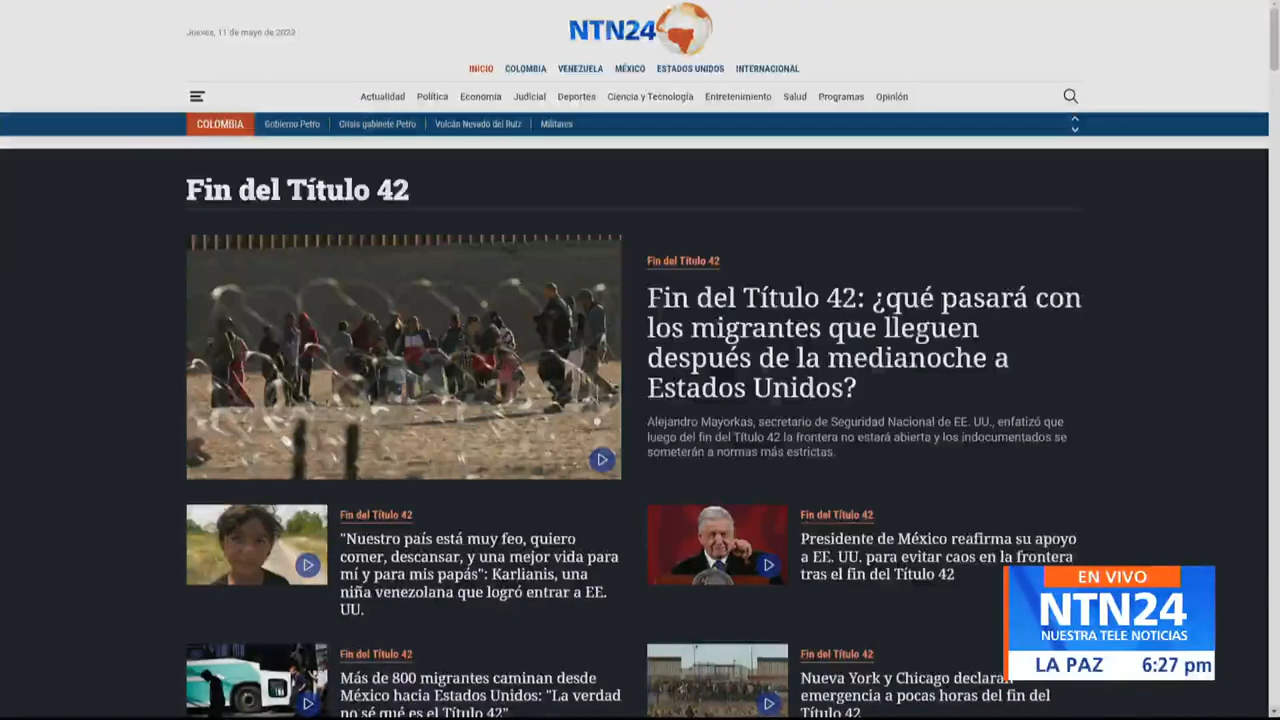 Jueves, 11 de mayo de 2023
NTN24
INICIO COLOMBIA VENEZUELA MÉXICO ESTADOS UNIDOS INTERNACIONAL
Actualidad Política Economía Judicial Deportes Ciencia y Tecnología Entretenimiento Salud Programas Opinión
COLOMBIA Gobierno Petro Crisis gabinete Petro Volcán Nevado del Ruiz Militares
Fin del Título 42
Fin del Título 42
Fin del Título 42: ¿qué pasará con
los migrantes que lleguen
después de la medianoche a
Estados Unidos?
Alejandro Mayorkas, secretario de Seguridad Nacional de EE. UU., enfatizó que
luego del fin del Título 42 la frontera no estará abierta y los indocumentados se
someterán a normas más estrictas.
Fin del Título 42
"Nuestro país está muy feo, quiero
comer, descansar, y una mejor vida para
mí y para mis papás": Karlianis, una
niña venezolana que logró entrar a EE.
UU.
Fin del Título 42
Presidente de México reafirma su apoyo
a EE. UU. para evitar caos en la frontera
tras el fin del Título 42
Fin del Título 42
Más de 800 migrantes caminan desde
México hacia Estados Unidos: "La verdad
no sé qué es el Título 42"
Fin del Título 42
Nueva York y Chicago declaran
emergencia a pocas horas del fin del
Título 42
EN VIVO
NTN24
NUESTRA TELE NOTICIAS
LA PAZ 6:27 pm